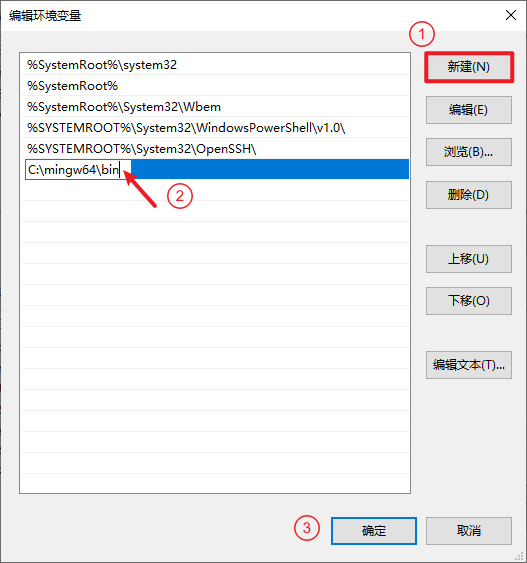 编辑环境变量
①
%SystemRoot%\system32
%SystemRoot%
%SystemRoot%\System32\Wbem
%SYSTEMROOT%\System32\WindowsPowerShell\v1.0\
%SYSTEMROOT%\System32\OpenSSH\
C:\mingw64\bin
②
新建(N)
编辑(E)
浏览(B)...
删除(D)
上移(U)
下移(O)
编辑文本(T)...
③
确定
取消